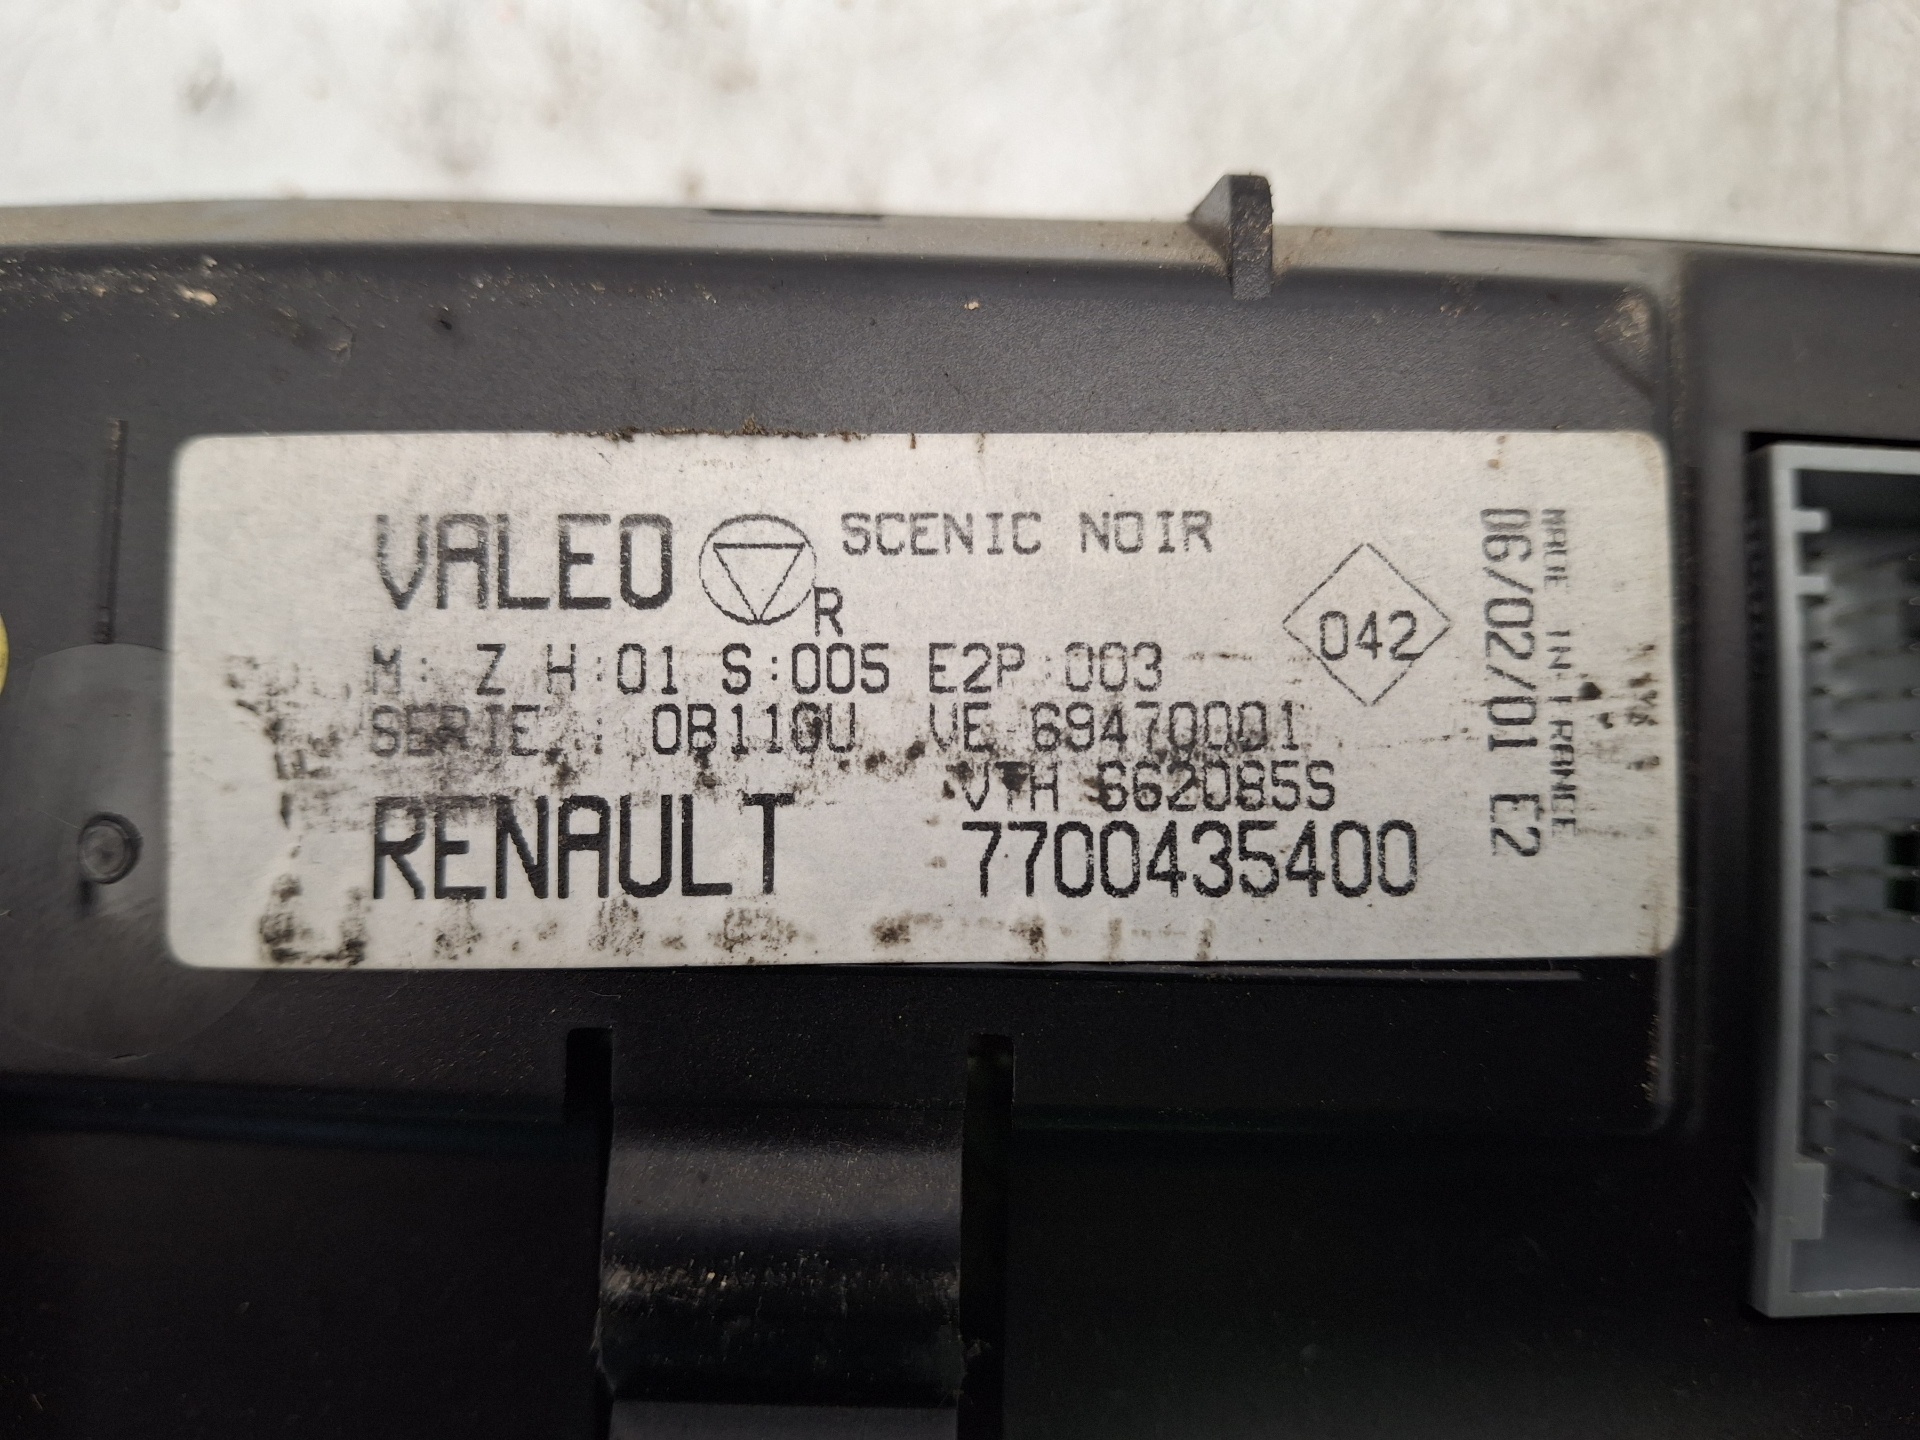 VALEO R SCENIC NOIR
042
M: Z H:01 S:005 E2P:003
SERIE.: 0B110U VE 69470001
VTH 662085S
RENAULT 7700435400
MADE IN FRANCE
06/02/01 E2